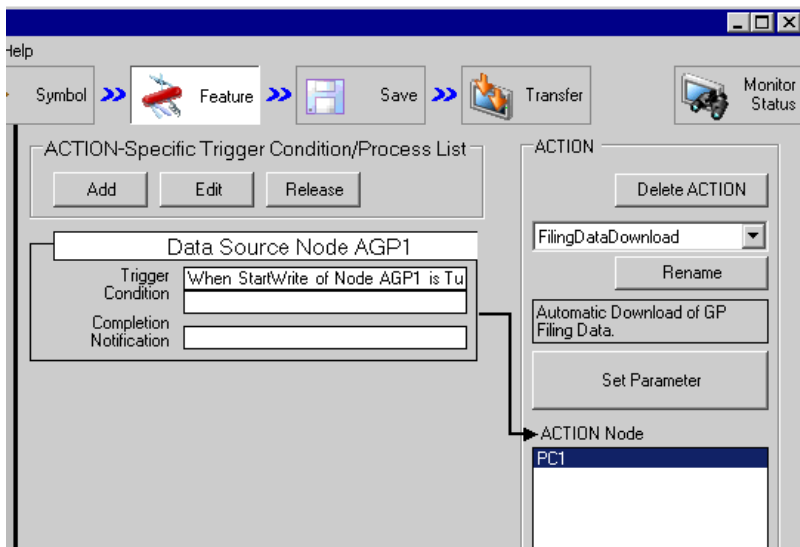 Help
Symbol
Feature
Save
Transfer
Monitor
Status
ACTION-Specific Trigger Condition/Process List
Add
Edit
Release
Data Source Node AGP1
Trigger
Condition
When StartWrite of Node AGP1 is Tu
Completion
Notification
ACTION
Delete ACTION
FilingDataDownload
Rename
Automatic Download of GP
Filing Data.
Set Parameter
ACTION Node
PC1